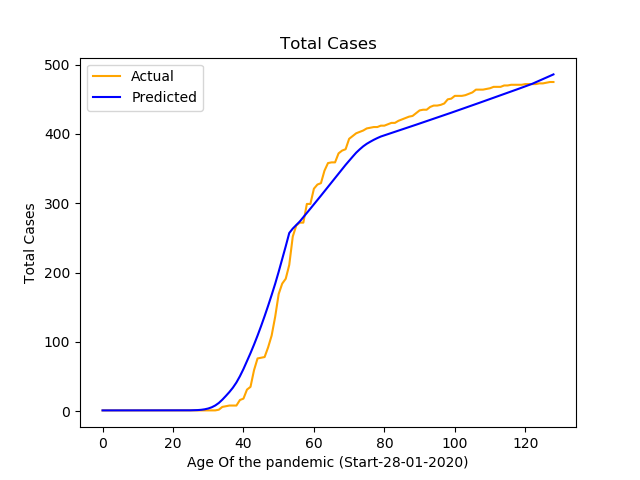 Total Cases
Actual
Predicted
500
400
300
200
100
0
Total Cases
0 20 40 60 80 100 120
Age Of the pandemic (Start-28-01-2020)